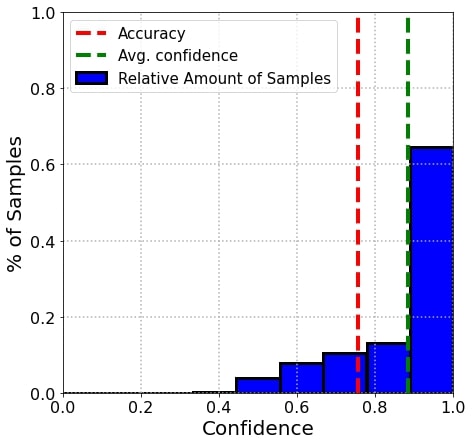 1.0
Accuracy
Avg. confidence
Relative Amount of Samples
0.8
0.6
0.4
0.2
0.0
% of Samples
0.0 0.2 0.4 0.6 0.8 1.0
Confidence